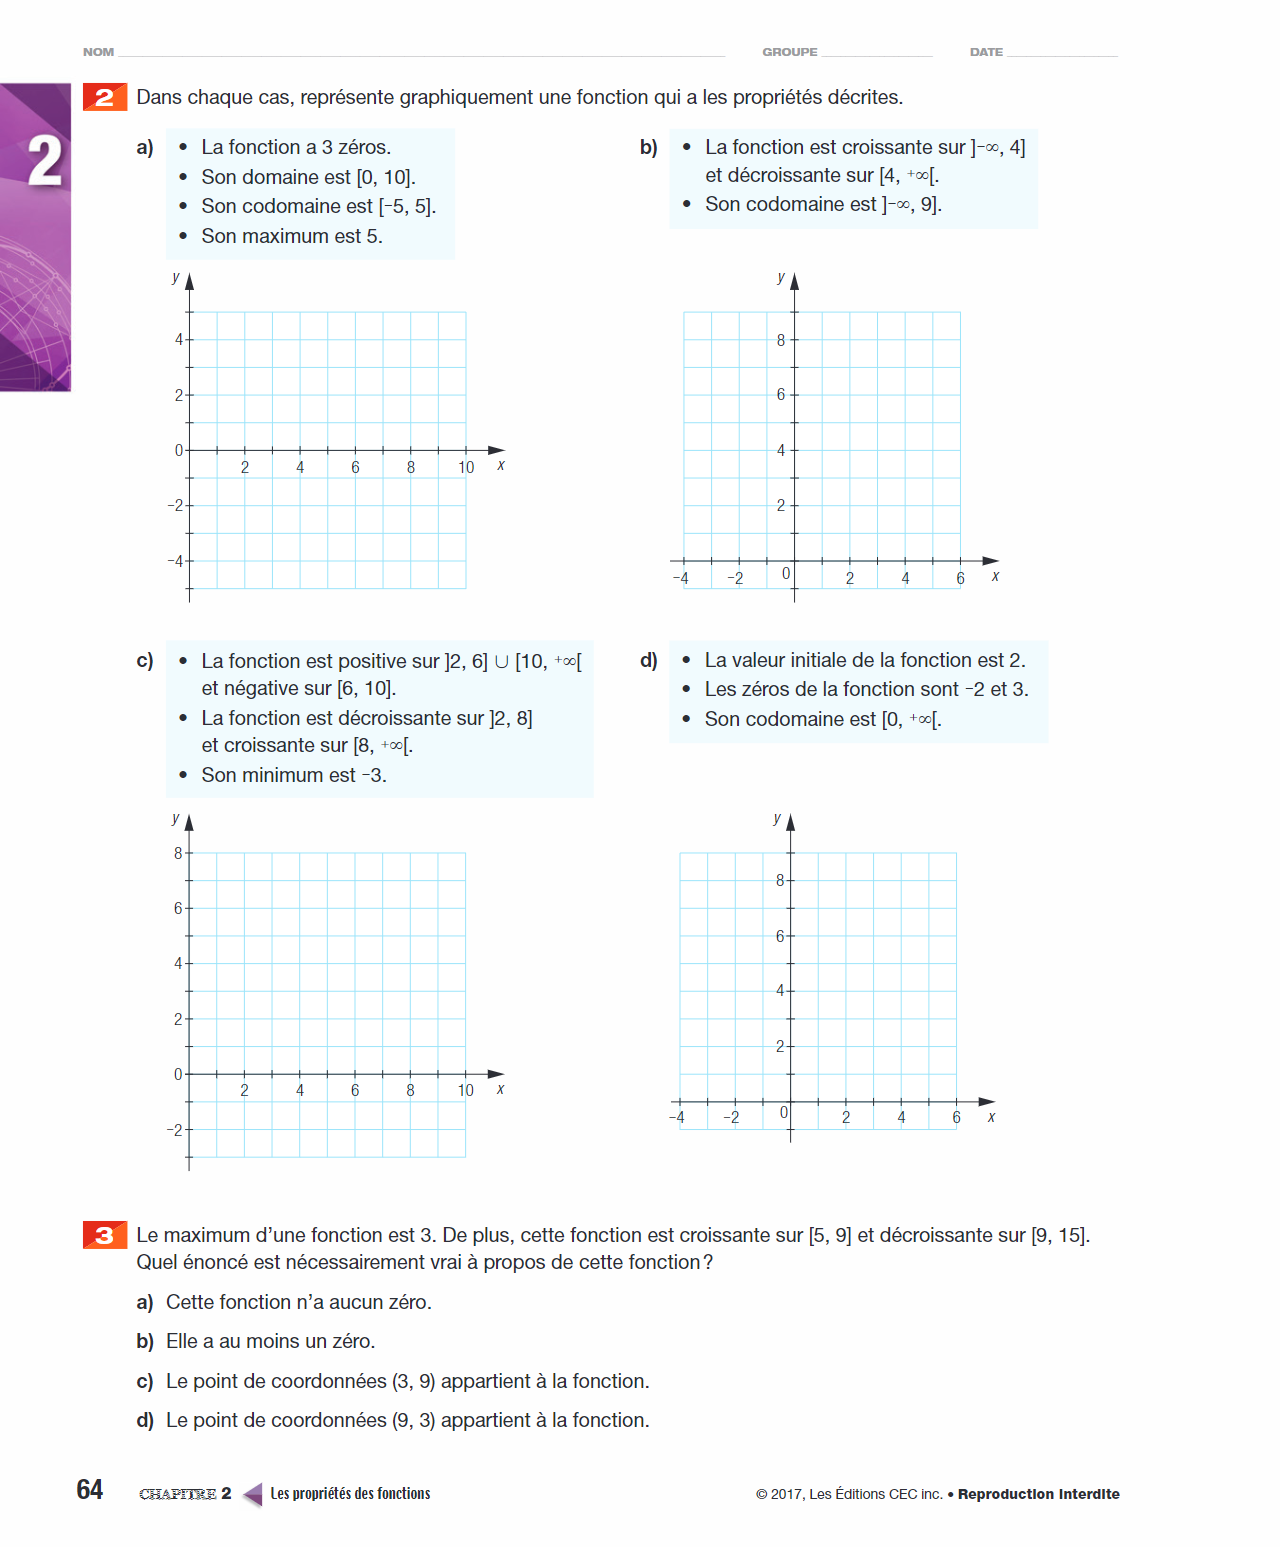 NOM GROUPE DATE
2
2 Dans chaque cas, représente graphiquement une fonction qui a les propriétés décrites.
a) • La fonction a 3 zéros.
• Son domaine est [0, 10].
• Son codomaine est [⁻5, 5].
• Son maximum est 5.
b) • La fonction est croissante sur ]⁻∞, 4]
et décroissante sur [4, ⁺∞[.
• Son codomaine est ]⁻∞, 9].
y
4
2
0
2 4 6 8 10 x
⁻2
⁻4
y
8
6
4
2
⁻4 ⁻2 0 2 4 6 x
c) • La fonction est positive sur ]2, 6] ∪ [10, ⁺∞[
et négative sur [6, 10].
• La fonction est décroissante sur ]2, 8]
et croissante sur [8, ⁺∞[.
• Son minimum est ⁻3.
d) • La valeur initiale de la fonction est 2.
• Les zéros de la fonction sont ⁻2 et 3.
• Son codomaine est [0, ⁺∞[.
y
8
6
4
2
0
2 4 6 8 10 x
⁻2
y
8
6
4
2
⁻4 ⁻2 0 2 4 6 x
3 Le maximum d’une fonction est 3. De plus, cette fonction est croissante sur [5, 9] et décroissante sur [9, 15].
Quel énoncé est nécessairement vrai à propos de cette fonction ?
a) Cette fonction n’a aucun zéro.
b) Elle a au moins un zéro.
c) Le point de coordonnées (3, 9) appartient à la fonction.
d) Le point de coordonnées (9, 3) appartient à la fonction.
64 CHAPITRE 2 Les propriétés des fonctions © 2017, Les Éditions CEC inc. • Reproduction interdite